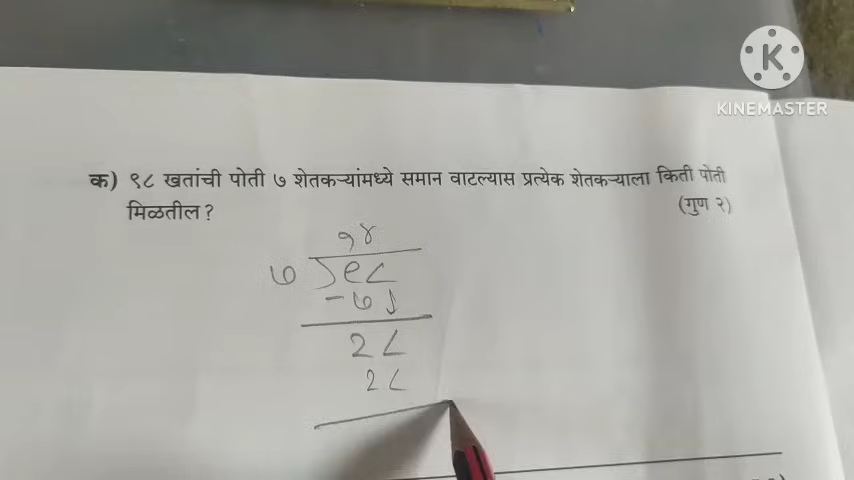 KINEMASTER
क) ९८ खतांची पोती ७ शेतकऱ्यांमध्ये समान वाटल्यास प्रत्येक शेतकऱ्याला किती पोती
मिळतील?
(गुण २)
१४
७ ) ९८
-७↓
२८
२८